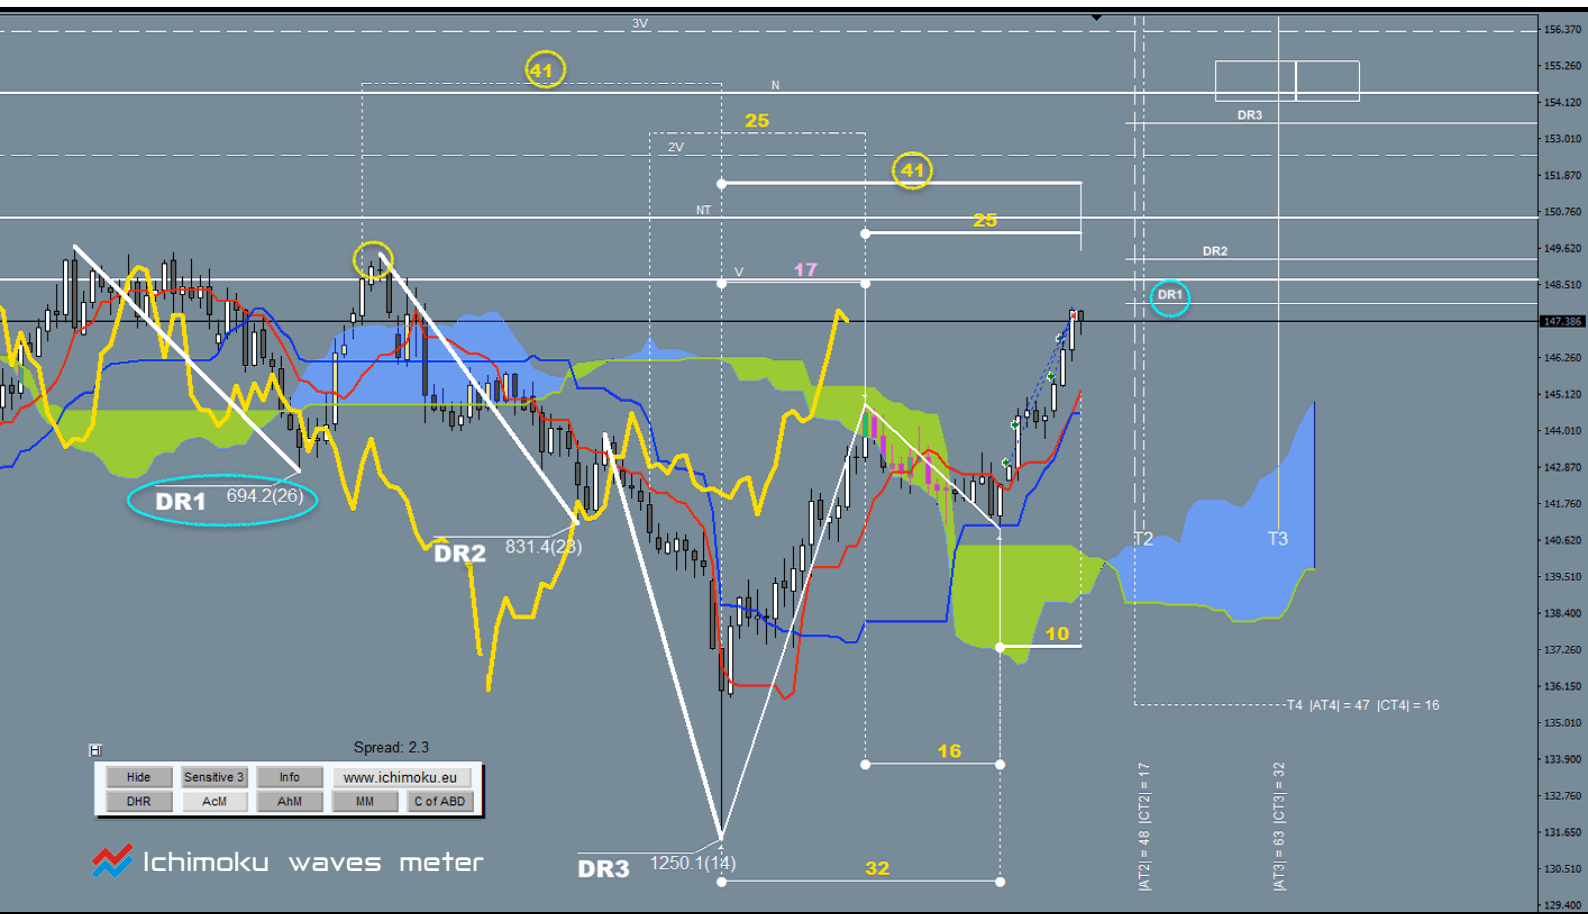 3V
156.370
41
155.260
N
154.120
DR3
25
153.010
2V
41
151.870
NT
150.760
25
149.620
DR2
V
17
148.510
DR1
147.386
146.260
145.120
144.010
142.870
DR1
694.2(26)
141.760
DR2
831.4(23)
T2
T3
140.620
139.510
138.400
10
137.260
136.150
T4 |AT4| = 47 |CT4| = 16
135.010
H
Spread: 2.3
16
133.900
Hide
Sensitive 3
Info
www.ichimoku.eu
DHR
AcM
AhM
MM
C of ABD
132.760
131.650
Ichimoku waves meter
DR3
1250.1(14)
32
130.510
|AT2| = 48 |CT2| = 17
|AT3| = 63 |CT3| = 32
129.400